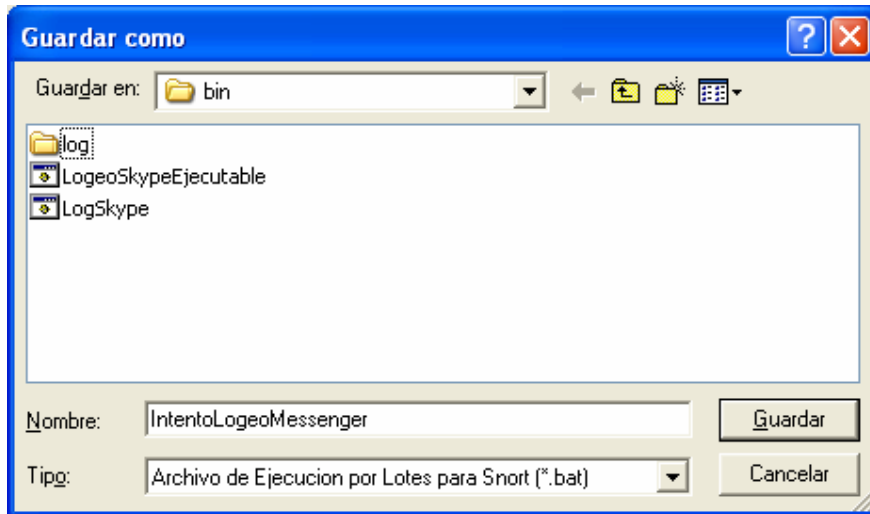 Guardar como
Guardar en: bin
log
LogeoSkypeEjecutable
LogSkype
Nombre: IntentoLogeoMessenger Guardar
Tipo: Archivo de Ejecucion por Lotes para Snort (*.bat) Cancelar